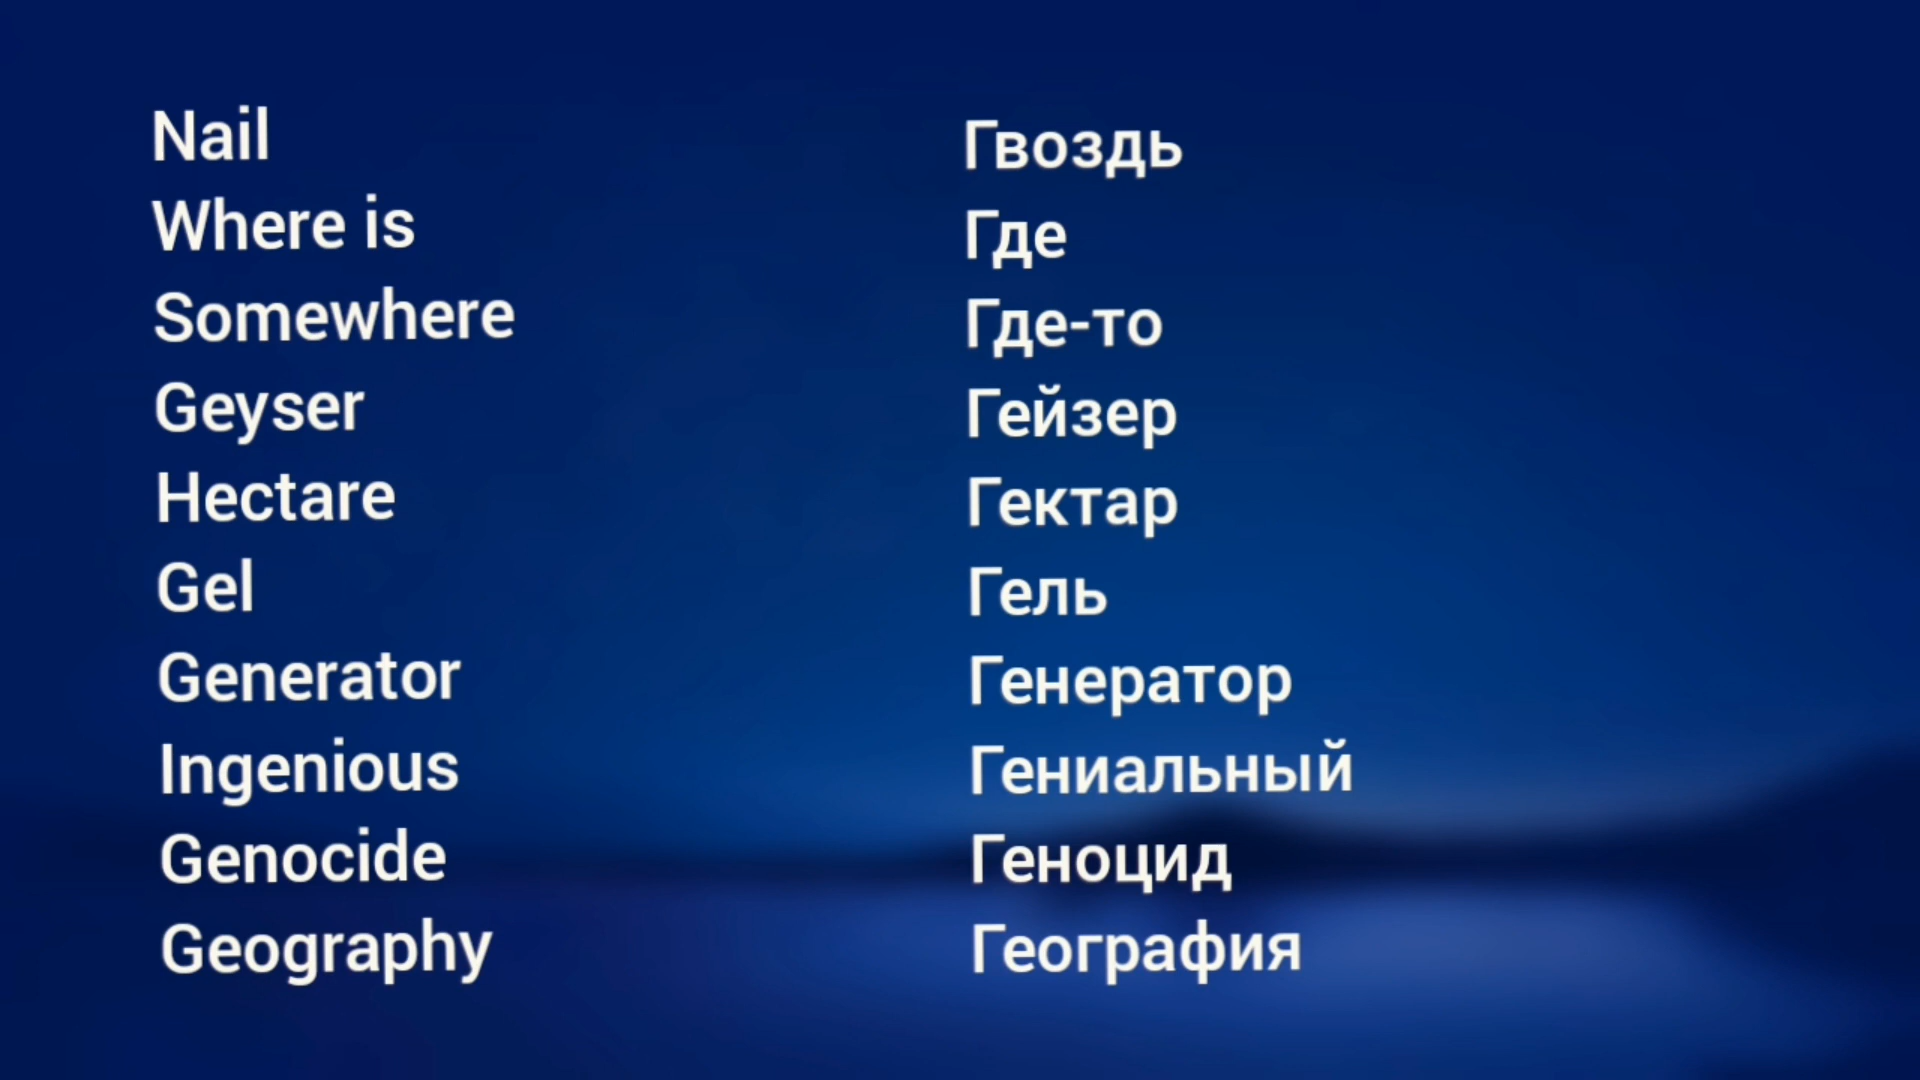 Nail
Where is
Somewhere
Geyser
Hectare
Gel
Generator
Ingenious
Genocide
Geography
Гвоздь
Где
Где-то
Гейзер
Гектар
Гель
Генератор
Гениальный
Геноцид
География